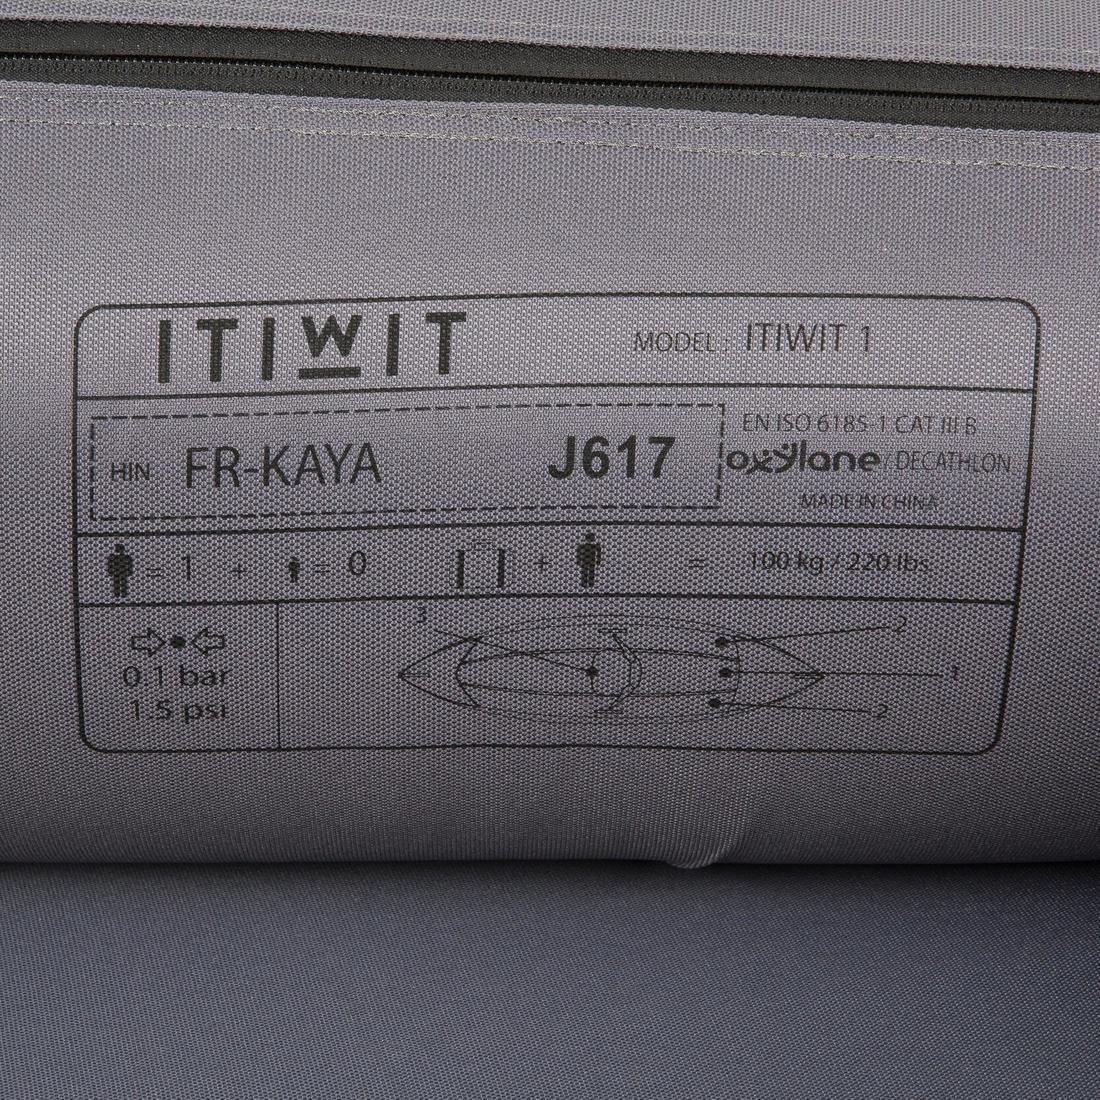 ITIWIT MODEL : ITIWIT 1
EN ISO 6185-1 CAT III B
HIN FR-KAYA J617 oxylane / DECATHLON
MADE IN CHINA
= 1 + = 0 + = 100 kg / 220 lbs
3 2
0.1 bar 1
1.5 psi 2